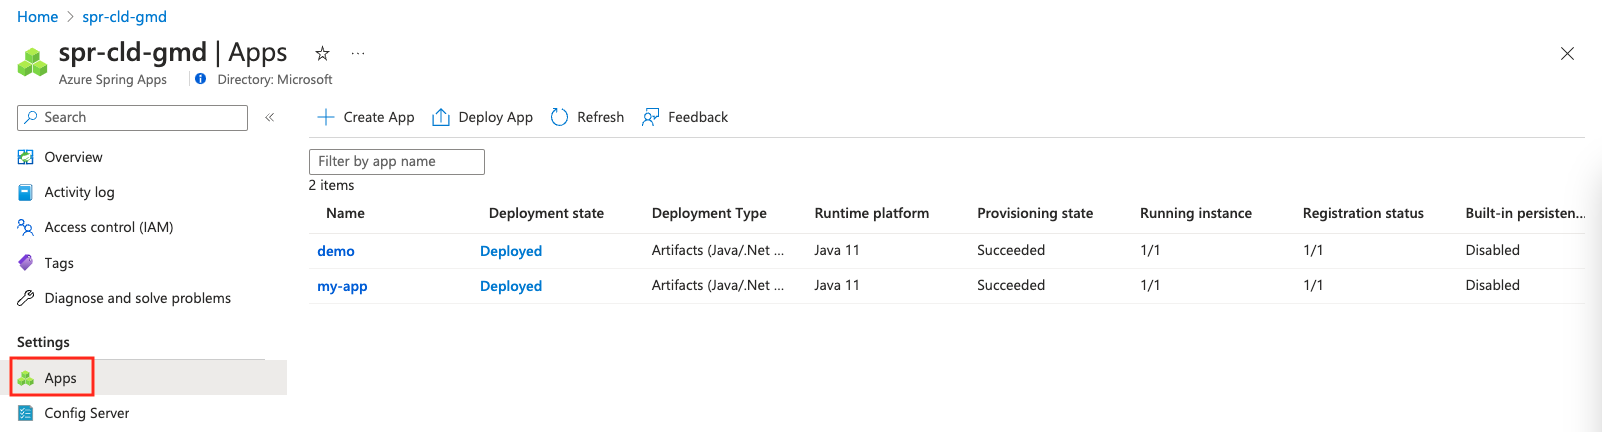 Home > spr-cld-gmd
spr-cld-gmd | Apps ☆ ...
Azure Spring Apps | Directory: Microsoft
Search «
Overview
Activity log
Access control (IAM)
Tags
Diagnose and solve problems
Settings
Apps
Config Server
Create App Deploy App Refresh Feedback
Filter by app name
2 items
Name Deployment state Deployment Type Runtime platform Provisioning state Running instance Registration status Built-in persisten...
demo Deployed Artifacts (Java/.Net ... Java 11 Succeeded 1/1 1/1 Disabled
my-app Deployed Artifacts (Java/.Net ... Java 11 Succeeded 1/1 1/1 Disabled